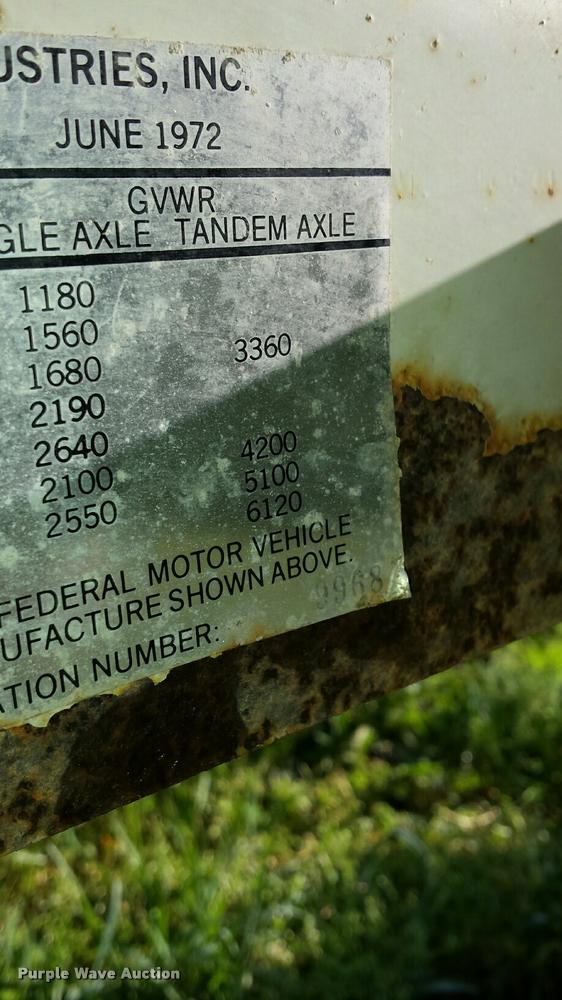 USTRIES, INC.
JUNE 1972
GVWR
GLE AXLE TANDEM AXLE
1180
1560 3360
1680
2190
2640 4200
2100 5100
2550 6120
FEDERAL MOTOR VEHICLE
UFACTURE SHOWN ABOVE.
9968
ATION NUMBER:
Purple Wave Auction